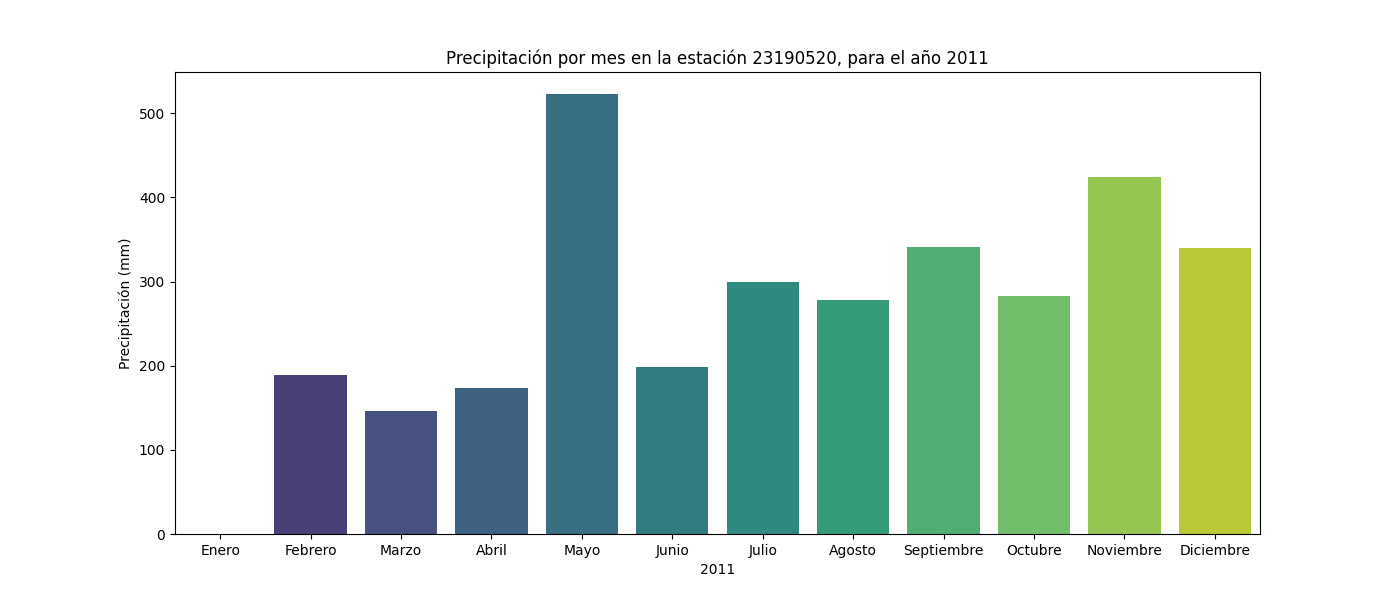 Precipitación por mes en la estación 23190520, para el año 2011
Precipitación (mm)
500
400
300
200
100
0
Enero Febrero Marzo Abril Mayo Junio Julio Agosto Septiembre Octubre Noviembre Diciembre
2011